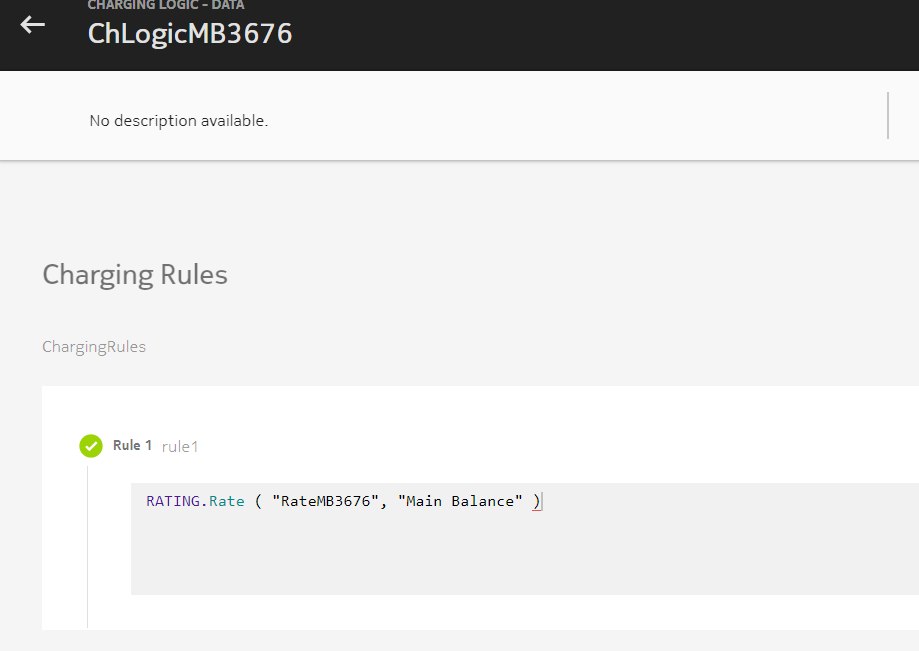 CHARGING LOGIC – DATA
ChLogicMB3676
No description available.
Charging Rules
ChargingRules
Rule 1 rule1
RATING.Rate ( "RateMB3676", "Main Balance" )